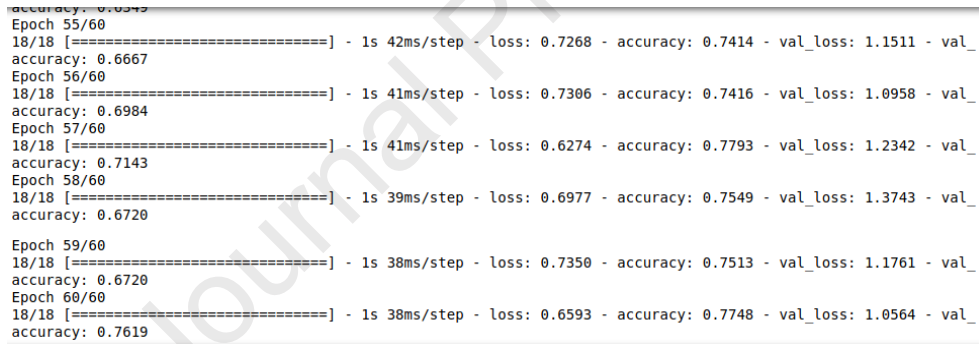 accuracy: 0.6349
Epoch 55/60
18/18 [==============================] - 1s 42ms/step - loss: 0.7268 - accuracy: 0.7414 - val_loss: 1.1511 - val_
accuracy: 0.6667
Epoch 56/60
18/18 [==============================] - 1s 41ms/step - loss: 0.7306 - accuracy: 0.7416 - val_loss: 1.0958 - val_
accuracy: 0.6984
Epoch 57/60
18/18 [==============================] - 1s 41ms/step - loss: 0.6274 - accuracy: 0.7793 - val_loss: 1.2342 - val_
accuracy: 0.7143
Epoch 58/60
18/18 [==============================] - 1s 39ms/step - loss: 0.6977 - accuracy: 0.7549 - val_loss: 1.3743 - val_
accuracy: 0.6720
Epoch 59/60
18/18 [==============================] - 1s 38ms/step - loss: 0.7350 - accuracy: 0.7513 - val_loss: 1.1761 - val_
accuracy: 0.6720
Epoch 60/60
18/18 [==============================] - 1s 38ms/step - loss: 0.6593 - accuracy: 0.7748 - val_loss: 1.0564 - val_
accuracy: 0.7619
Journal P